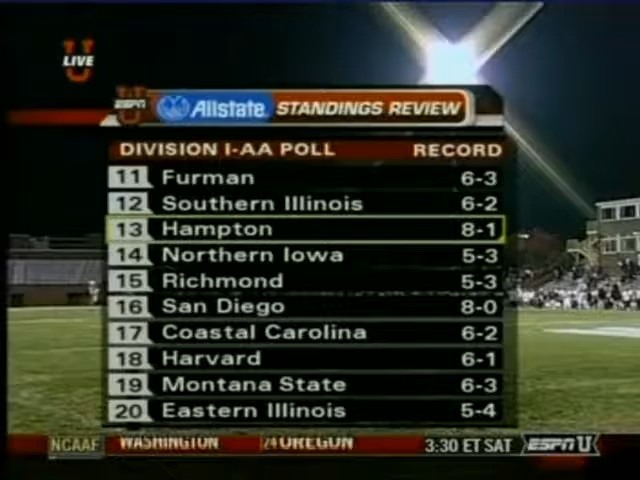 LIVE
U
ESPN
Allstate STANDINGS REVIEW
DIVISION I-AA POLL RECORD
11 Furman 6-3
12 Southern Illinois 6-2
13 Hampton 8-1
14 Northern Iowa 5-3
15 Richmond 5-3
16 San Diego 8-0
17 Coastal Carolina 6-2
18 Harvard 6-1
19 Montana State 6-3
20 Eastern Illinois 5-4
NCAAF WASHINGTON 24 OREGON 3:30 ET SAT ESPNU